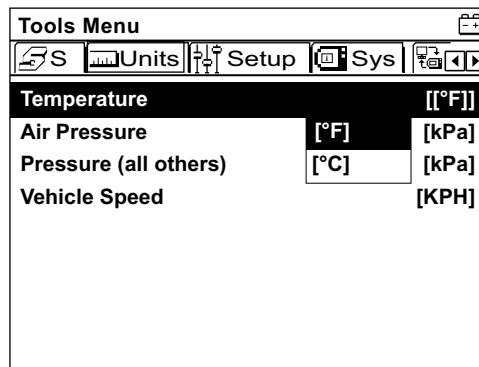 Tools Menu
S Units Setup Sys
Temperature [[°F]]
Air Pressure [°F] [kPa]
Pressure (all others) [°C] [kPa]
Vehicle Speed [KPH]